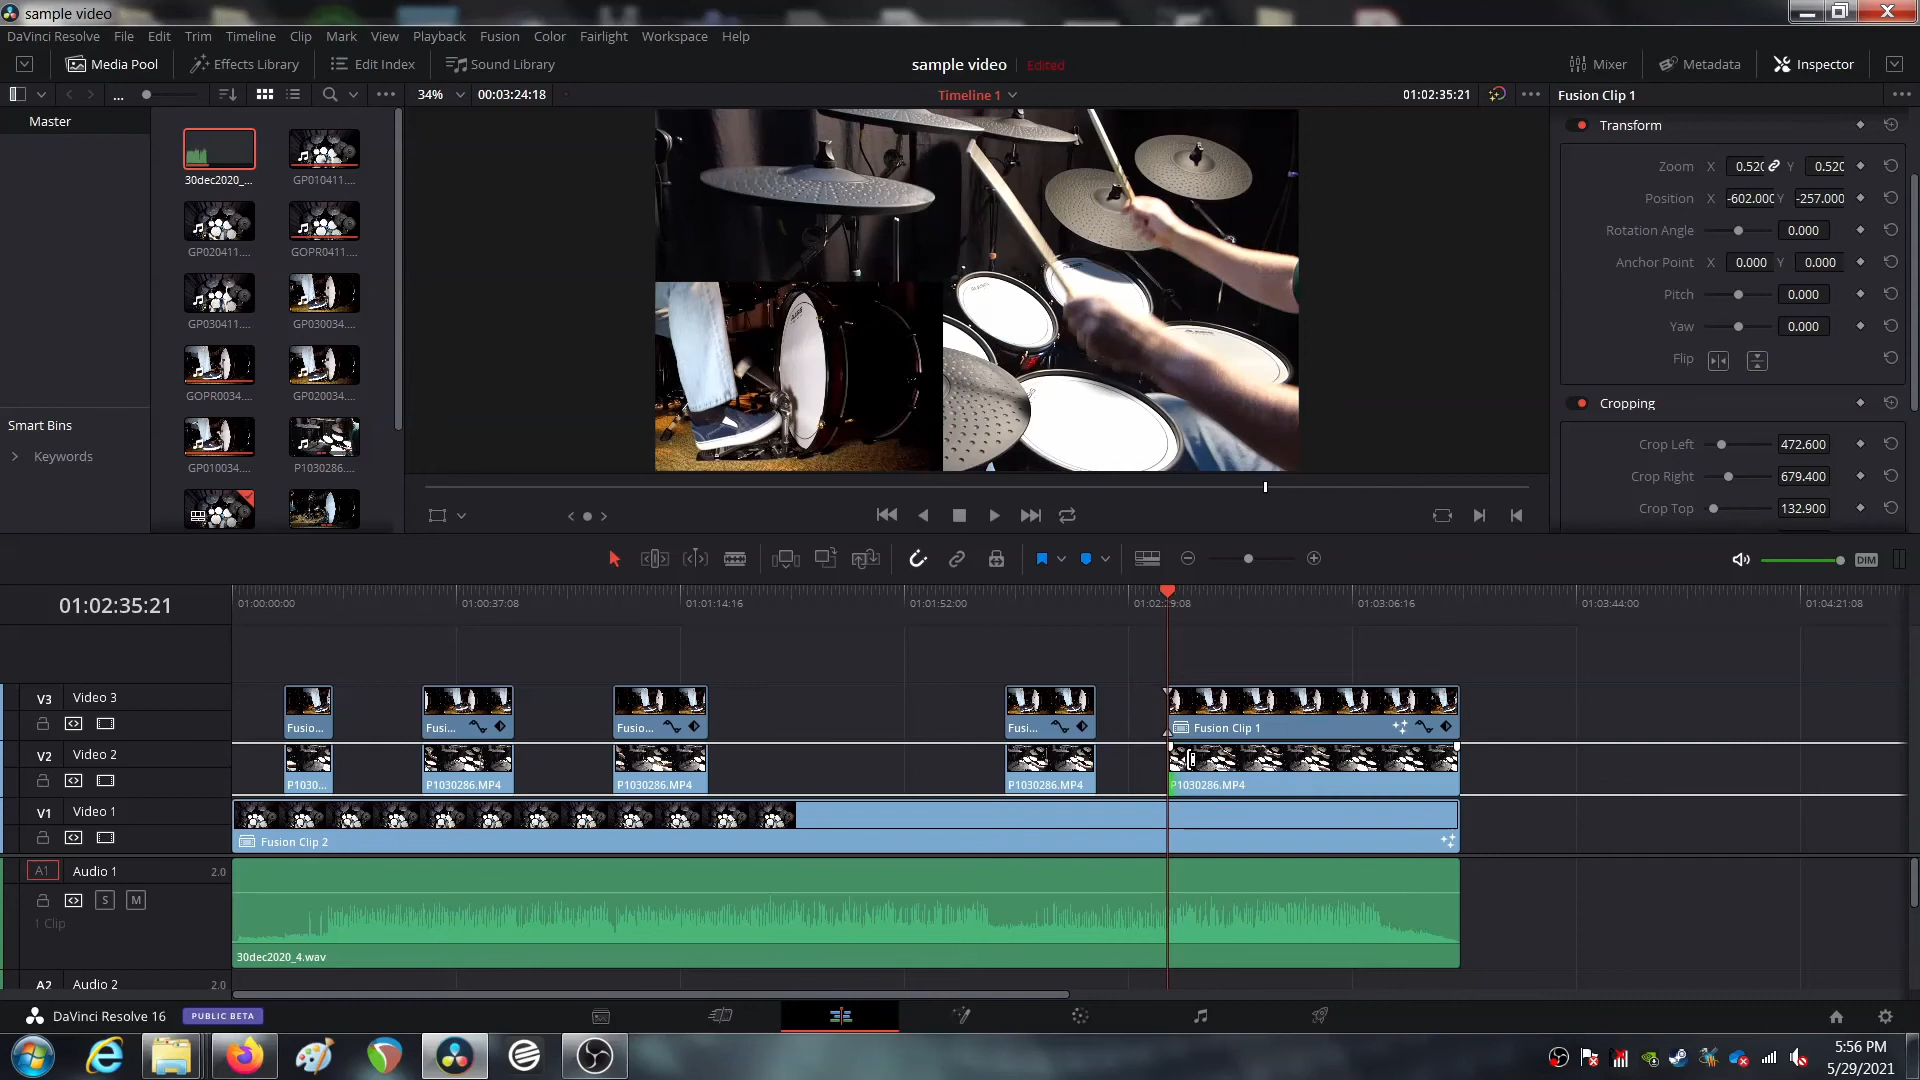 sample video
DaVinci Resolve File Edit Trim Timeline Clip Mark View Playback Fusion Color Fairlight Workspace Help
Media Pool Effects Library Edit Index Sound Library sample video Edited Mixer Metadata Inspector
... 34% 00:03:24:18 Timeline 1 01:02:35:21 Fusion Clip 1
Master
Transform
Zoom X 0.520 Y 0.520
Position X -602.000 Y -257.000
Rotation Angle 0.000
Anchor Point X 0.000 Y 0.000
Pitch 0.000
Yaw 0.000
Flip
Cropping
Crop Left 472.600
Crop Right 679.400
Crop Top 132.900
30dec2020_... GP010411....
GP020411.... GOPR0411....
GP030411.... GP030034....
GOPR0034.... GP020034....
GP010034.... P1030286....
Smart Bins
Keywords
DIM
01:02:35:21
01:00:00:00 01:00:37:08 01:01:14:16 01:01:52:00 01:02:29:08 01:03:06:16 01:03:44:00 01:04:21:08
V3 Video 3
Fusio... Fusi... Fusio... Fusi... Fusion Clip 1
V2 Video 2
P1030... P1030286.MP4 P1030286.MP4 P1030286.MP4 P1030286.MP4
V1 Video 1
Fusion Clip 2
A1 Audio 1 2.0
S M
1 Clip
30dec2020_4.wav
A2 Audio 2 2.0
DaVinci Resolve 16 PUBLIC BETA
5:56 PM
5/29/2021